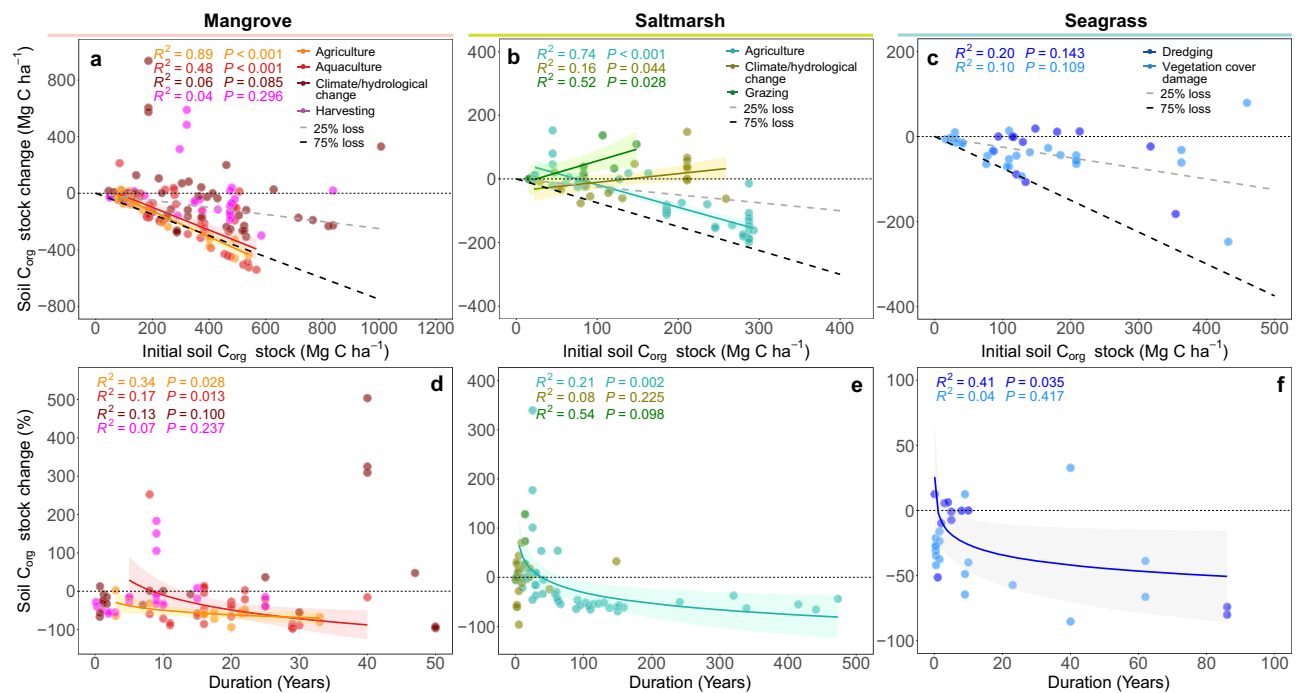 Mangrove
Saltmarsh
Seagrass
a
R² = 0.89 P < 0.001
R² = 0.48 P < 0.001
R² = 0.06 P = 0.085
R² = 0.04 P = 0.296
Agriculture
Aquaculture
Climate/hydrological
change
Harvesting
25% loss
75% loss
Soil Corg stock change (Mg C ha⁻¹)
800
400
0
−400
−800
0 200 400 600 800 1000 1200
Initial soil Corg stock (Mg C ha⁻¹)
b
R² = 0.74 P < 0.001
R² = 0.16 P = 0.044
R² = 0.52 P = 0.028
Agriculture
Climate/hydrological
change
Grazing
25% loss
75% loss
400
200
0
−200
−400
0 100 200 300 400
Initial soil Corg stock (Mg C ha⁻¹)
c
R² = 0.20 P = 0.143
R² = 0.10 P = 0.109
Dredging
Vegetation cover
damage
25% loss
75% loss
200
0
−200
−400
0 100 200 300 400 500
Initial soil Corg stock (Mg C ha⁻¹)
d
R² = 0.34 P = 0.028
R² = 0.17 P = 0.013
R² = 0.13 P = 0.100
R² = 0.07 P = 0.237
Soil Corg stock change (%)
500
400
300
200
100
0
−100
0 10 20 30 40 50
Duration (Years)
e
R² = 0.21 P = 0.002
R² = 0.08 P = 0.225
R² = 0.54 P = 0.098
400
300
200
100
0
−100
0 100 200 300 400 500
Duration (Years)
f
R² = 0.41 P = 0.035
R² = 0.04 P = 0.417
100
50
0
−50
−100
0 20 40 60 80 100
Duration (Years)